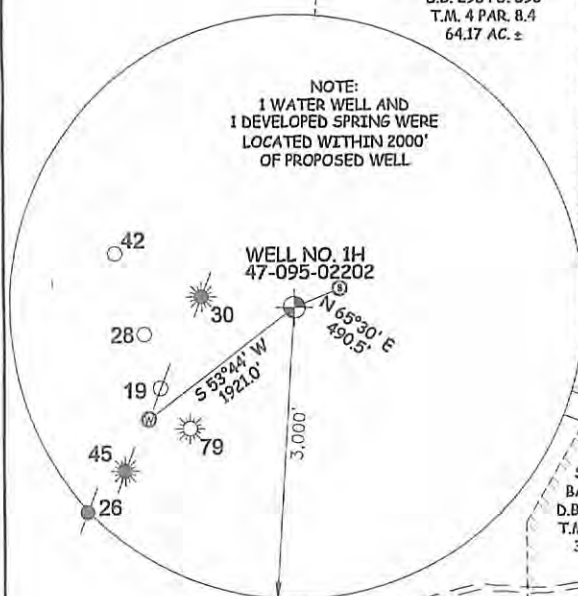 T.M. 4 PAR. 8.4
64.17 AC. ±
NOTE:
1 WATER WELL AND
1 DEVELOPED SPRING WERE
LOCATED WITHIN 2000'
OF PROPOSED WELL
42
WELL NO. 1H
47-095-02202
S
30
N 65°30' E
490.5'
28
S 53°44' W
1921.0'
19
W
79
3,000'
45
26
S
BA
D.B
T.M
3